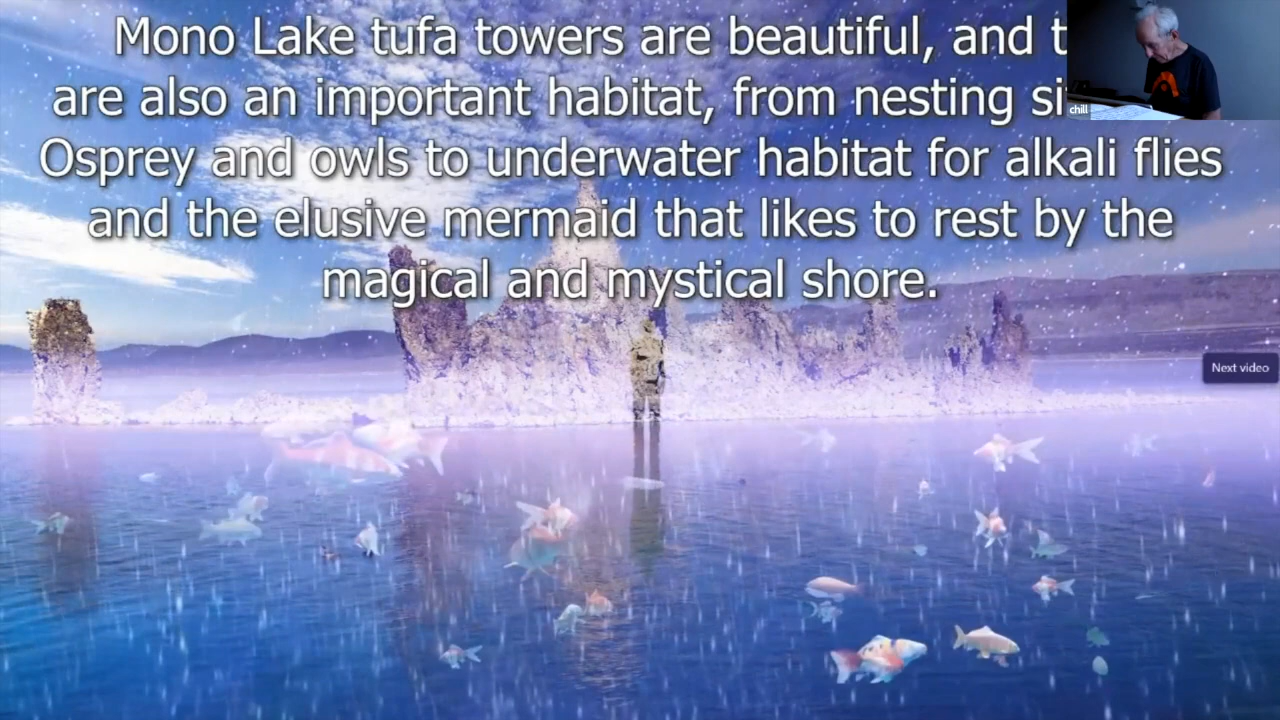 Mono Lake tufa towers are beautiful, and
are also an important habitat, from nesting
Osprey and owls to underwater habitat for alkali flies
and the elusive mermaid that likes to rest by the
magical and mystical shore.
chill
Next video